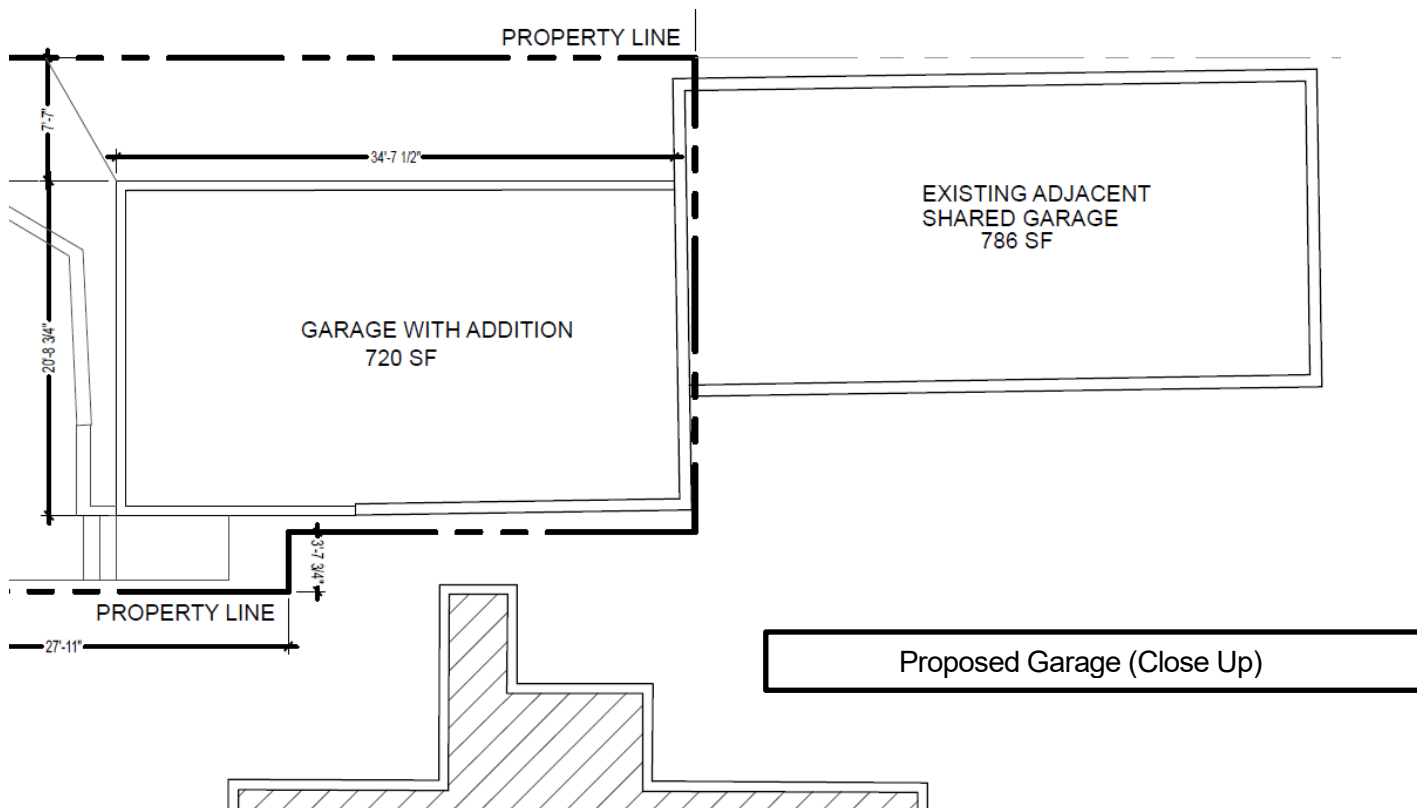 PROPERTY LINE
7'-7"
34'-7 1/2"
EXISTING ADJACENT
SHARED GARAGE
786 SF
GARAGE WITH ADDITION
720 SF
20'-8 3/4"
3'-7 3/4"
PROPERTY LINE
27'-11"
Proposed Garage (Close Up)